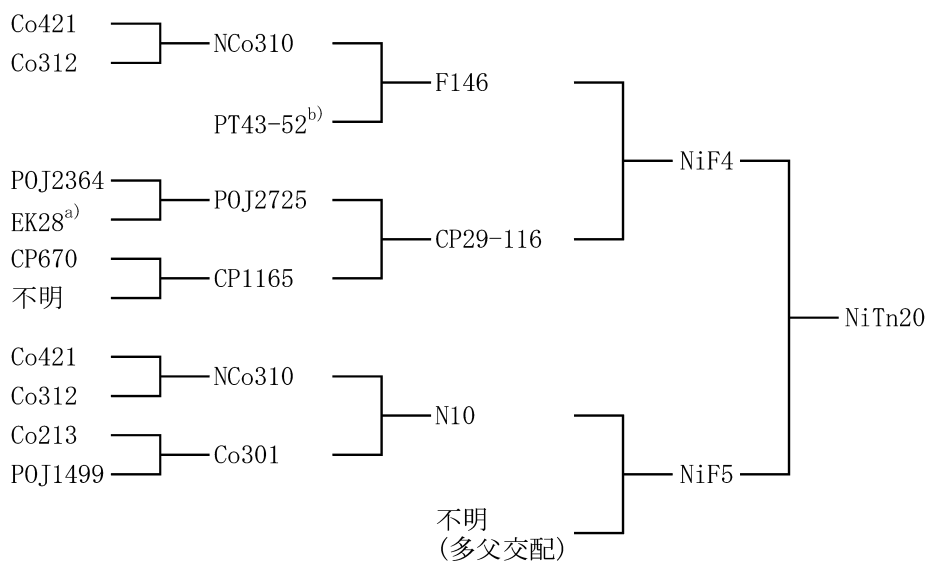 Co421
Co312
NCo310
PT43-52b)
F146
POJ2364
EK28a)
POJ2725
CP670
不明
CP1165
CP29-116
NiF4
Co421
Co312
NCo310
Co213
POJ1499
Co301
N10
不明
(多父交配)
NiF5
NiTn20